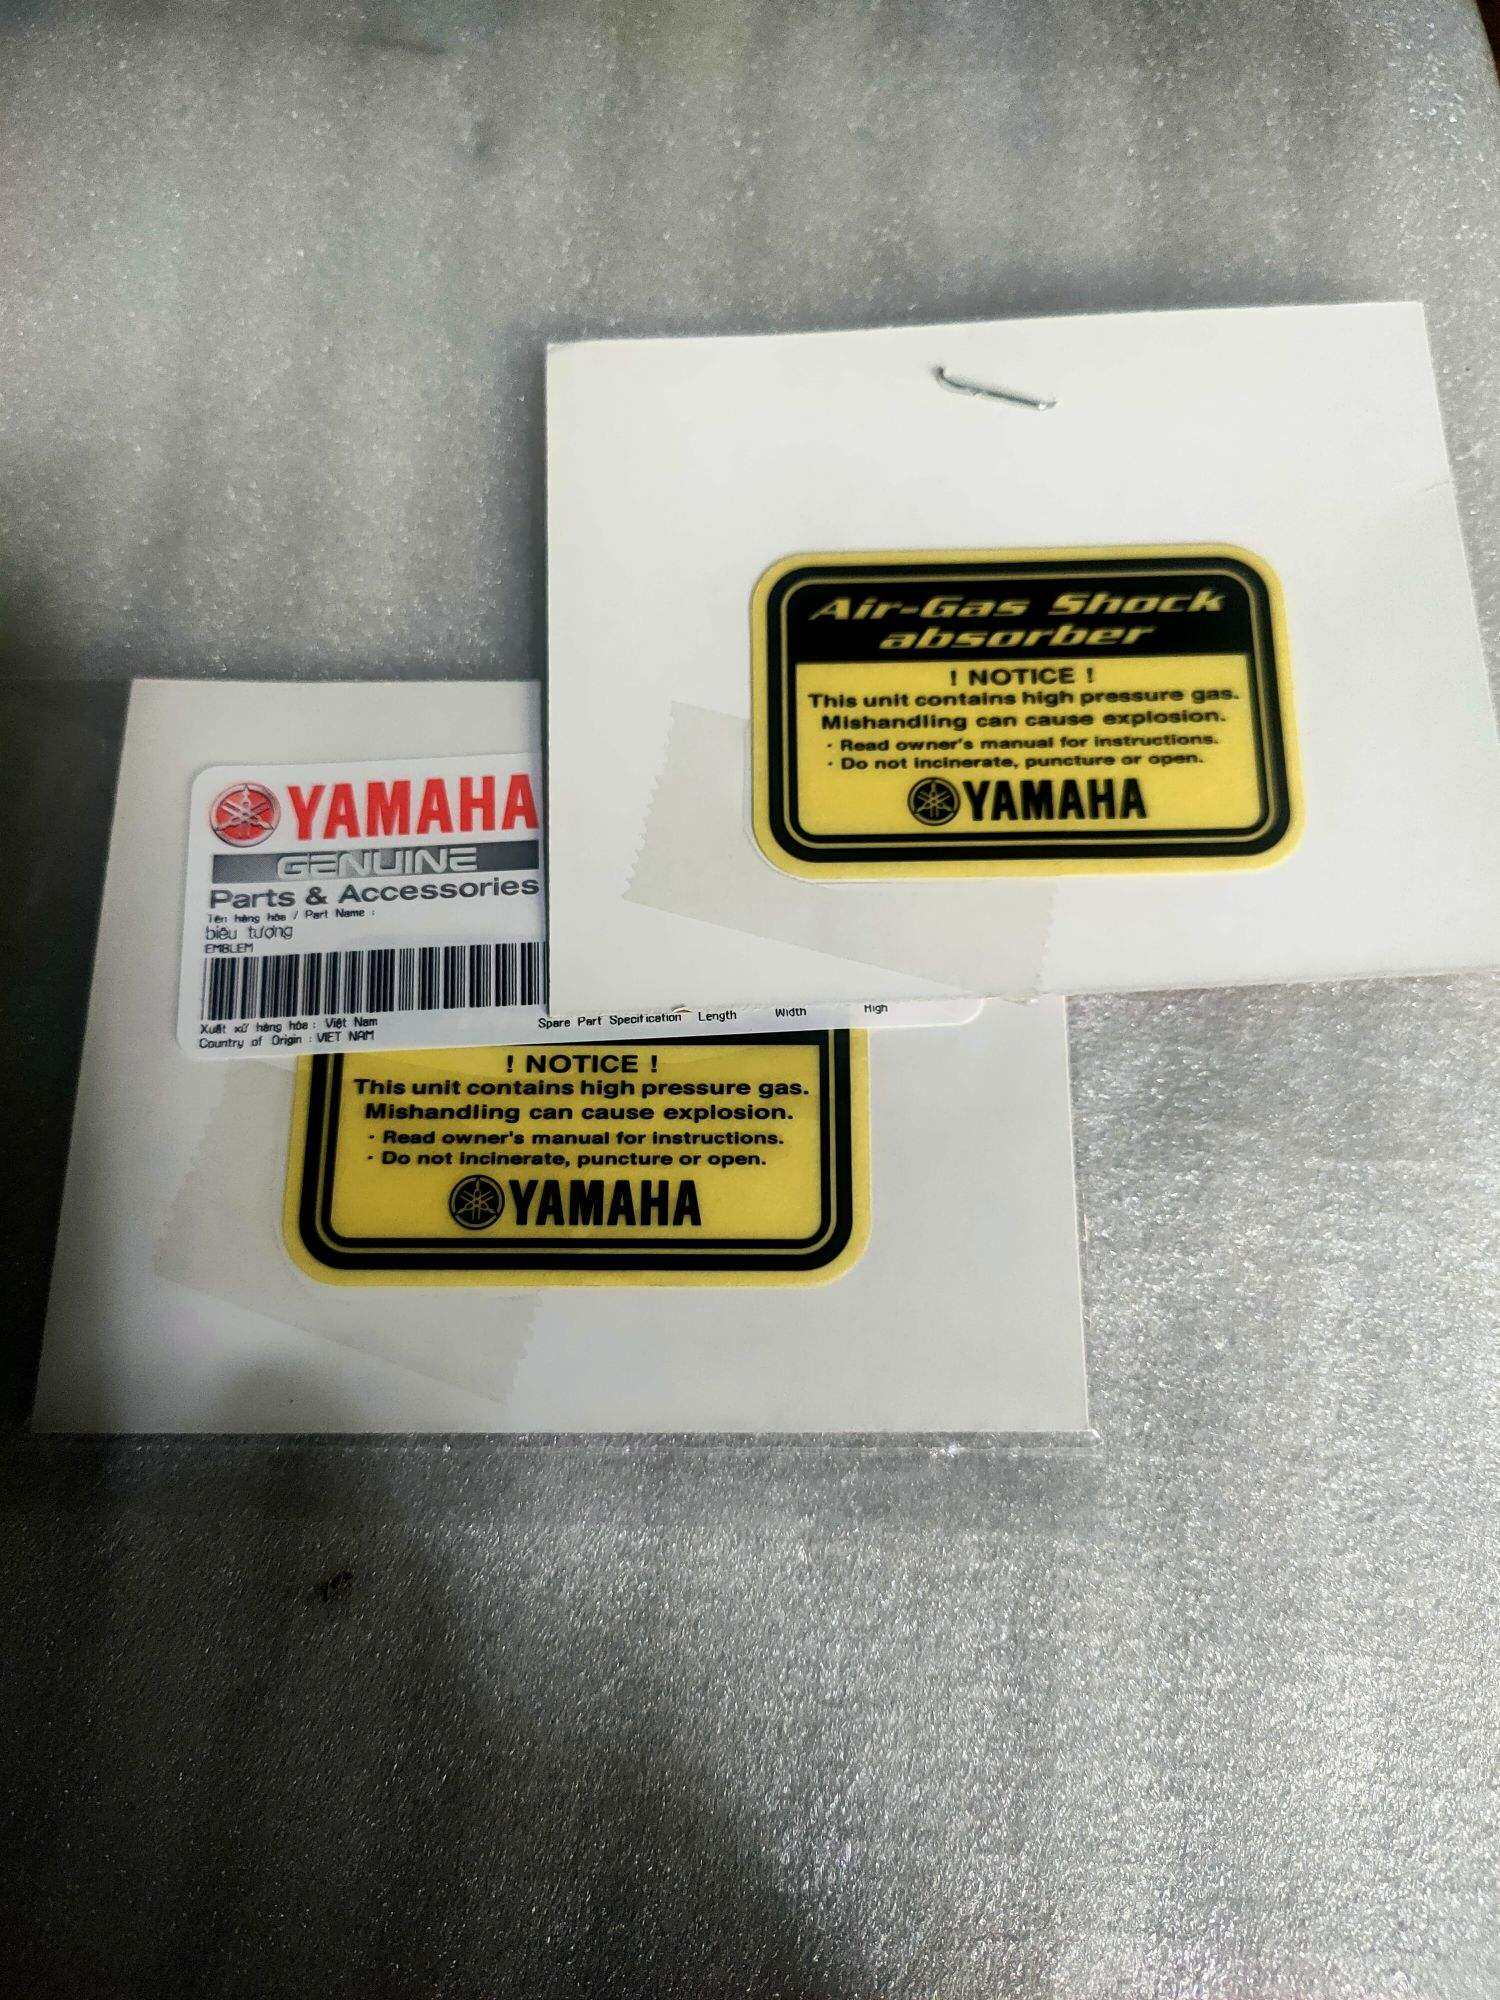 Air-Gas Shock
absorber
! NOTICE !
This unit contains high pressure gas.
Mishandling can cause explosion.
· Read owner's manual for instructions.
· Do not incinerate, puncture or open.
YAMAHA
YAMAHA
GENUINE
Parts & Accessories
Tên hàng hóa / Part Name :
biểu tượng
EMBLEM
Xuất xứ hàng hóa : Việt Nam
Country of Origin : VIET NAM
Spare Part Specification Length Width High
! NOTICE !
This unit contains high pressure gas.
Mishandling can cause explosion.
· Read owner's manual for instructions.
· Do not incinerate, puncture or open.
YAMAHA